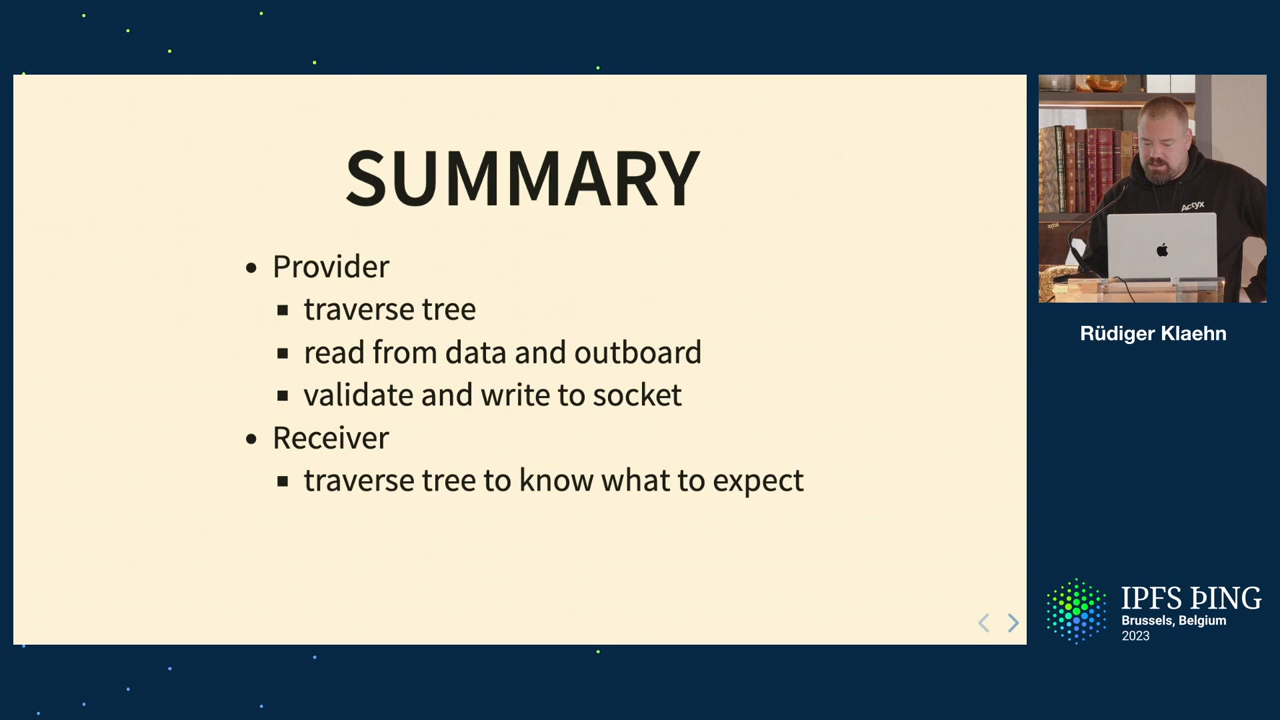 SUMMARY
Provider
traverse tree
read from data and outboard
validate and write to socket
Receiver
traverse tree to know what to expect
Actyx
Rüdiger Klaehn
IPFS ÞING
Brussels, Belgium
2023